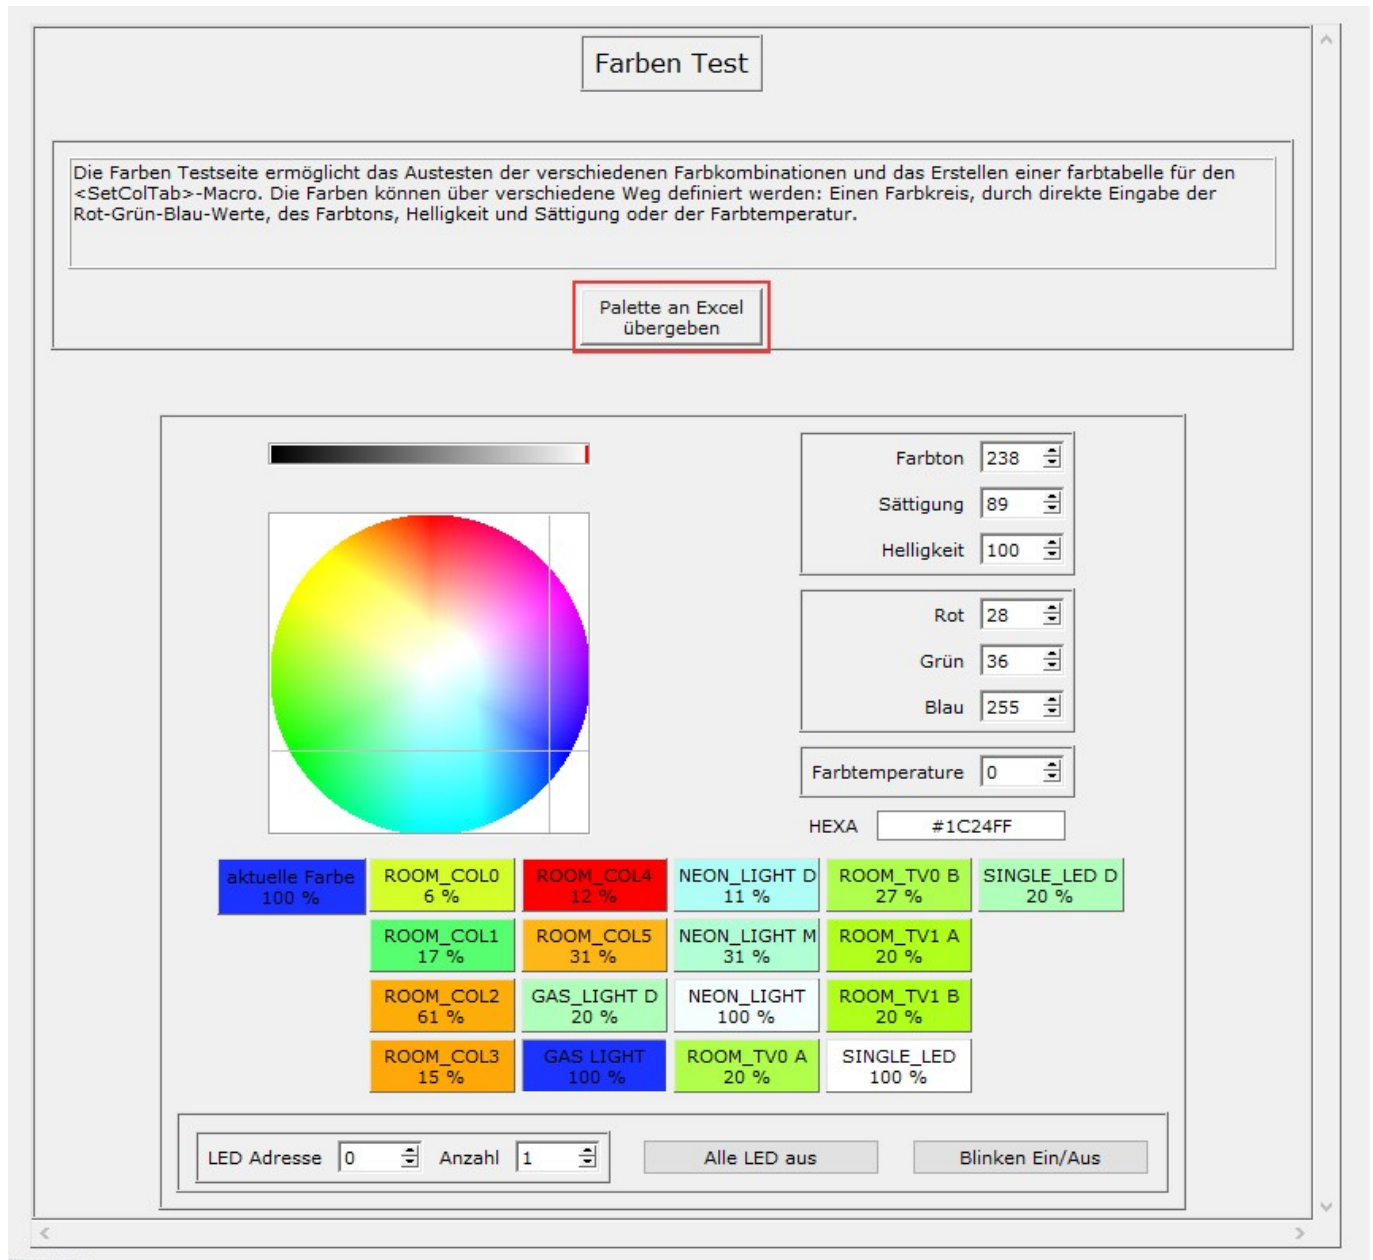 Farben Test
Die Farben Testseite ermöglicht das Austesten der verschiedenen Farbkombinationen und das Erstellen einer farbtabelle für den
<SetColTab>-Macro. Die Farben können über verschiedene Weg definiert werden: Einen Farbkreis, durch direkte Eingabe der
Rot-Grün-Blau-Werte, des Farbtons, Helligkeit und Sättigung oder der Farbtemperatur.
Palette an Excel
übergeben
Farbton 238
Sättigung 89
Helligkeit 100
Rot 28
Grün 36
Blau 255
Farbtemperature 0
HEXA #1C24FF
aktuelle Farbe ROOM_COL0 ROOM_COL4 NEON_LIGHT D ROOM_TV0 B SINGLE_LED D
100 % 6 % 12 % 11 % 27 % 20 %
ROOM_COL1 ROOM_COL5 NEON_LIGHT M ROOM_TV1 A
17 % 31 % 31 % 20 %
ROOM_COL2 GAS_LIGHT D NEON_LIGHT ROOM_TV1 B
61 % 20 % 100 % 20 %
ROOM_COL3 GAS LIGHT ROOM_TV0 A SINGLE_LED
15 % 100 % 20 % 100 %
LED Adresse 0 Anzahl 1 Alle LED aus Blinken Ein/Aus